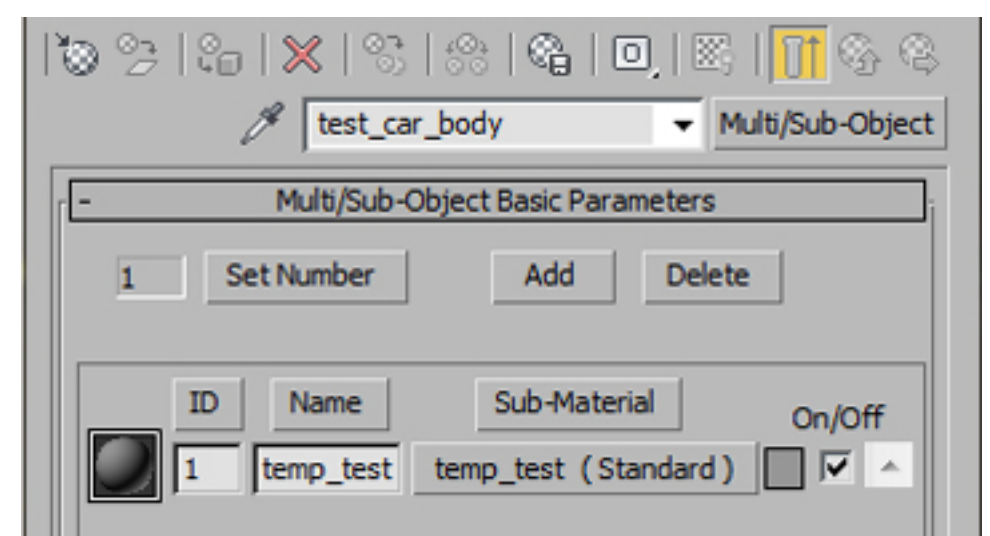 test_car_body Multi/Sub-Object
- Multi/Sub-Object Basic Parameters
1 Set Number Add Delete
ID Name Sub-Material On/Off
1 temp_test temp_test ( Standard )